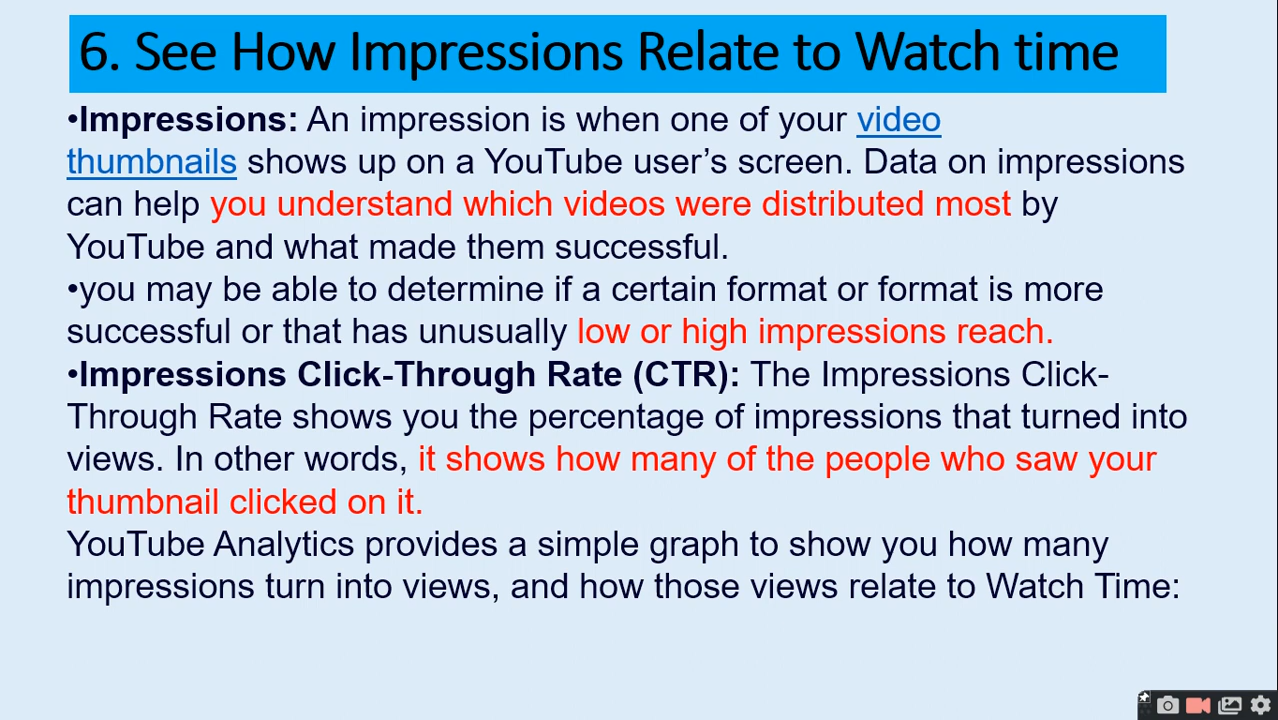 6. See How Impressions Relate to Watch time
•Impressions: An impression is when one of your video
thumbnails shows up on a YouTube user’s screen. Data on impressions
can help you understand which videos were distributed most by
YouTube and what made them successful.
•you may be able to determine if a certain format or format is more
successful or that has unusually low or high impressions reach.
•Impressions Click-Through Rate (CTR): The Impressions Click-
Through Rate shows you the percentage of impressions that turned into
views. In other words, it shows how many of the people who saw your
thumbnail clicked on it.
YouTube Analytics provides a simple graph to show you how many
impressions turn into views, and how those views relate to Watch Time: